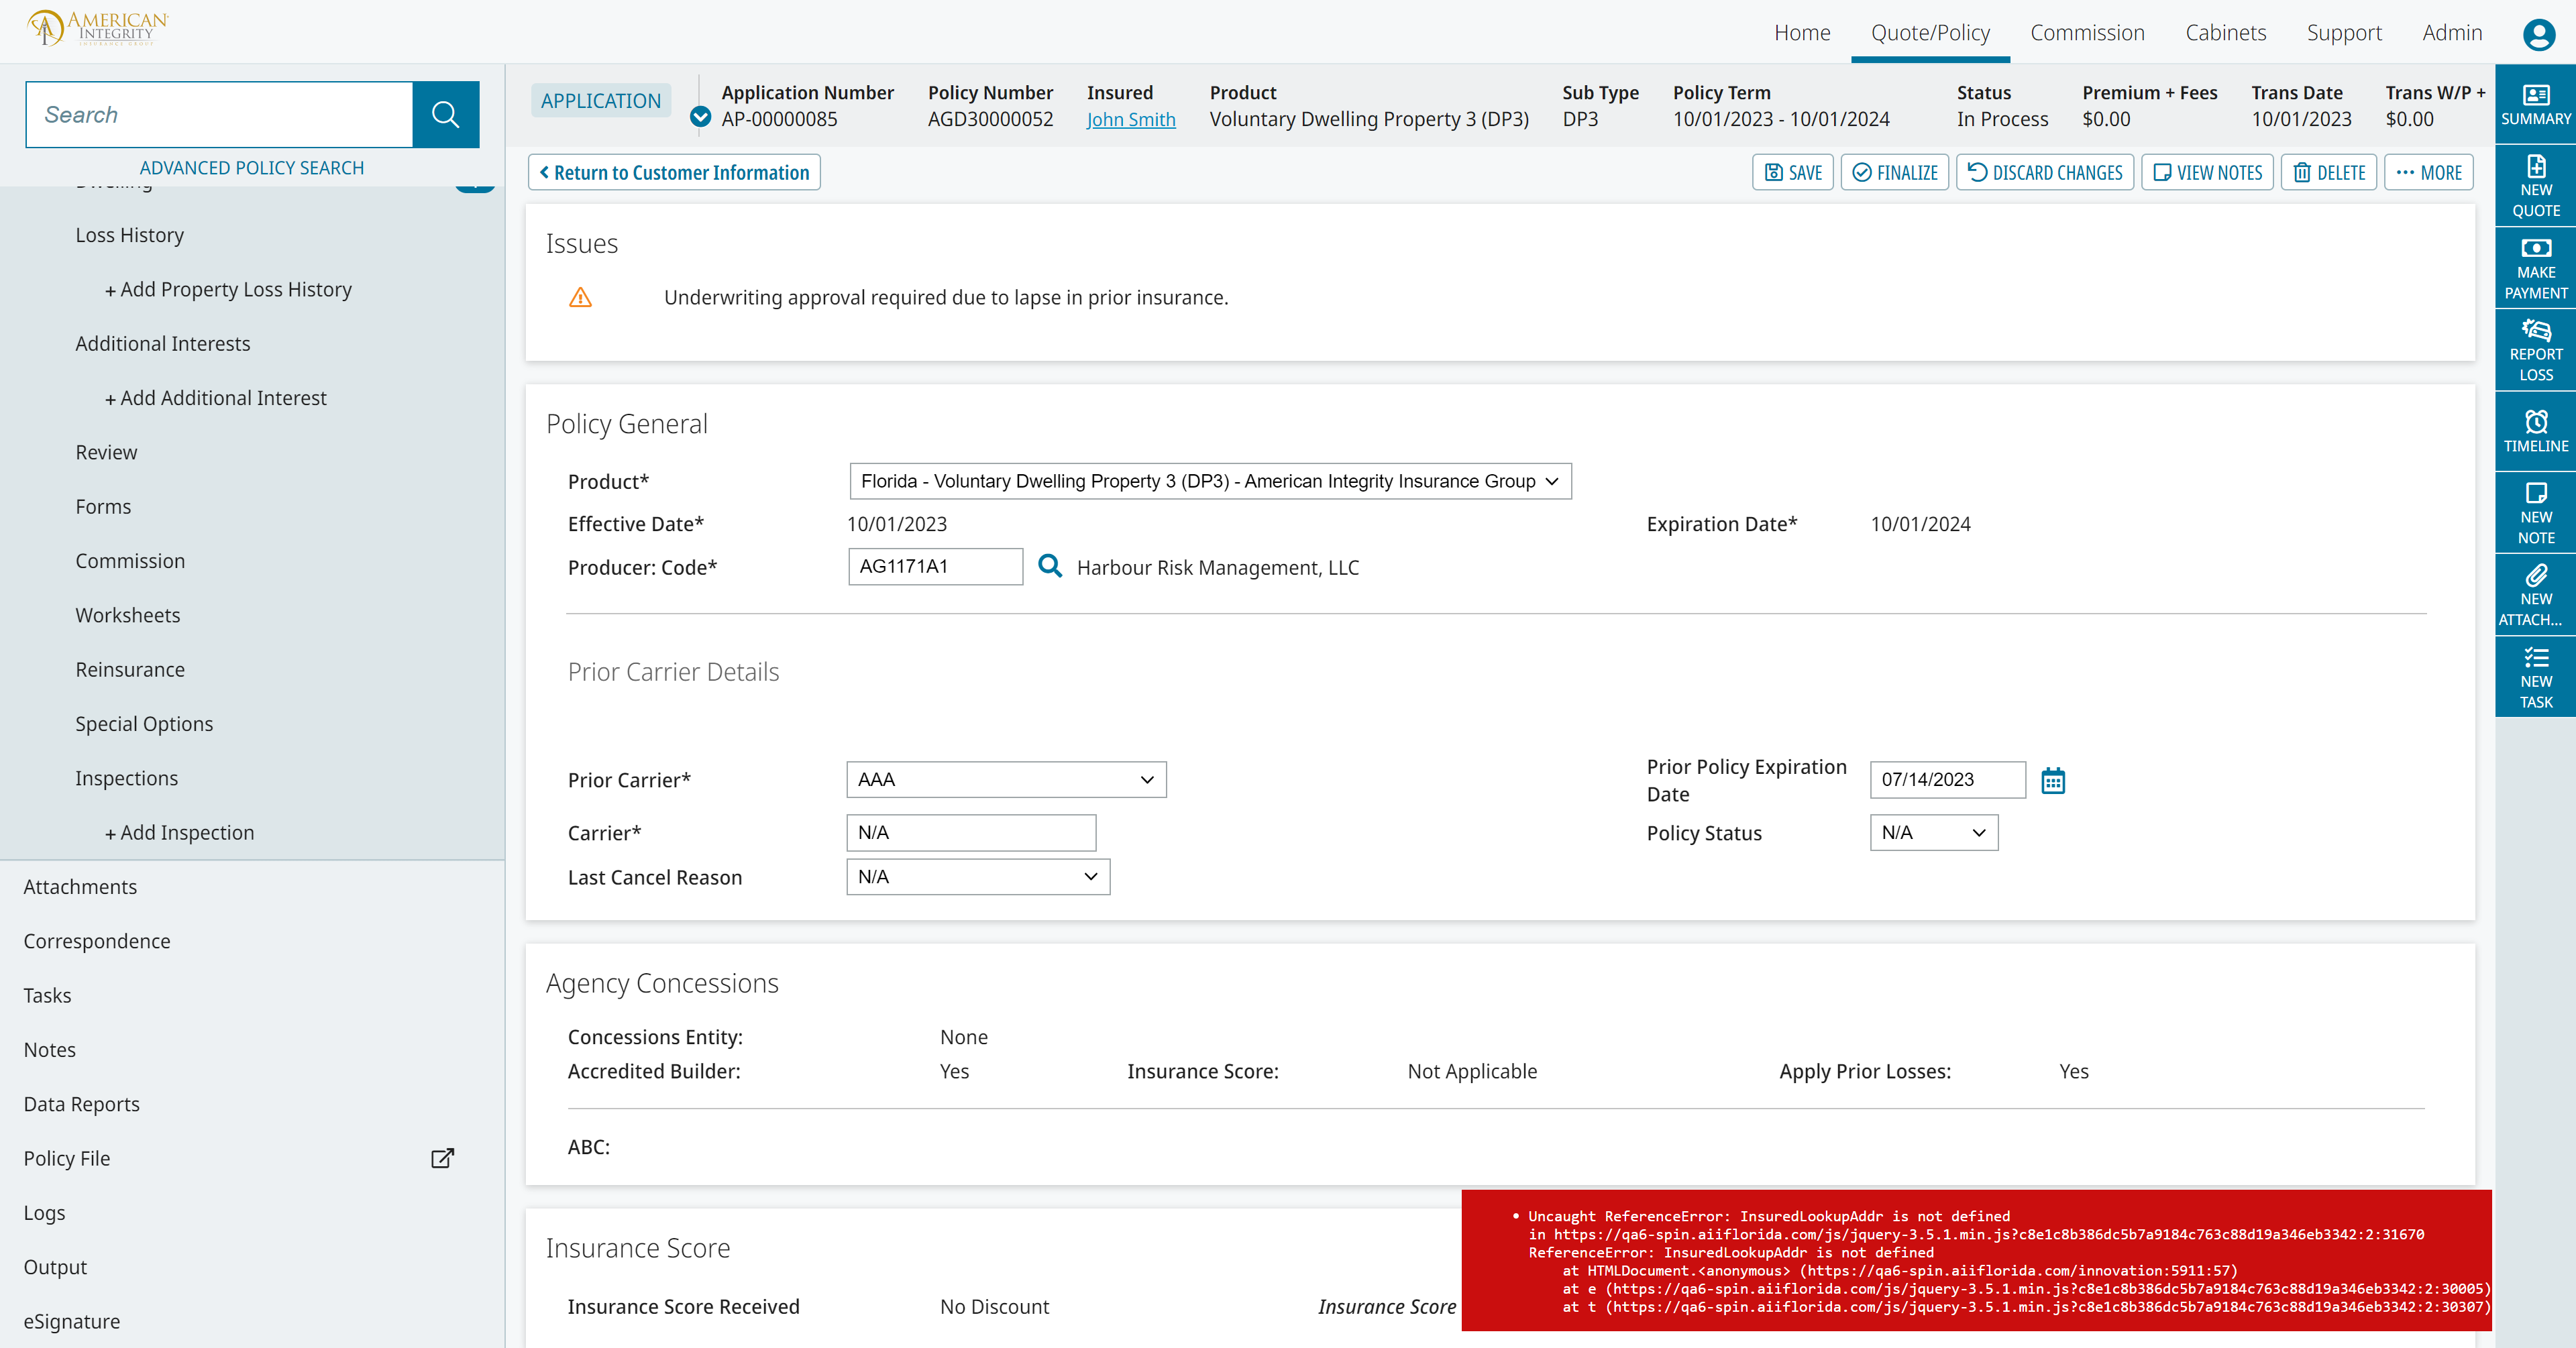 AMERICAN
INTEGRITY
INSURANCE GROUP
Home Quote/Policy Commission Cabinets Support Admin
Search
ADVANCED POLICY SEARCH
Dwelling
Loss History
+ Add Property Loss History
Additional Interests
+ Add Additional Interest
Review
Forms
Commission
Worksheets
Reinsurance
Special Options
Inspections
+ Add Inspection
Attachments
Correspondence
Tasks
Notes
Data Reports
Policy File
Logs
Output
eSignature
APPLICATION
Application Number Policy Number Insured Product Sub Type Policy Term Status Premium + Fees Trans Date Trans W/P +
AP-00000085 AGD30000052 John Smith Voluntary Dwelling Property 3 (DP3) DP3 10/01/2023 - 10/01/2024 In Process $0.00 10/01/2023 $0.00
Return to Customer Information SAVE FINALIZE DISCARD CHANGES VIEW NOTES DELETE MORE
Issues
Underwriting approval required due to lapse in prior insurance.
Policy General
Product* Florida - Voluntary Dwelling Property 3 (DP3) - American Integrity Insurance Group
Effective Date* 10/01/2023 Expiration Date* 10/01/2024
Producer: Code* AG1171A1 Harbour Risk Management, LLC
Prior Carrier Details
Prior Carrier* AAA Prior Policy Expiration Date 07/14/2023
Carrier* N/A Policy Status N/A
Last Cancel Reason N/A
Agency Concessions
Concessions Entity: None
Accredited Builder: Yes Insurance Score: Not Applicable Apply Prior Losses: Yes
ABC:
Insurance Score
Insurance Score Received No Discount Insurance Score
• Uncaught ReferenceError: InsuredLookupAddr is not defined
in https://qa6-spin.aiiflorida.com/js/jquery-3.5.1.min.js?c8e1c8b386dc5b7a9184c763c88d19a346eb3342:2:31670
ReferenceError: InsuredLookupAddr is not defined
at HTMLDocument.<anonymous> (https://qa6-spin.aiiflorida.com/innovation:5911:57)
at e (https://qa6-spin.aiiflorida.com/js/jquery-3.5.1.min.js?c8e1c8b386dc5b7a9184c763c88d19a346eb3342:2:30005)
at t (https://qa6-spin.aiiflorida.com/js/jquery-3.5.1.min.js?c8e1c8b386dc5b7a9184c763c88d19a346eb3342:2:30307)
SUMMARY
NEW
QUOTE
MAKE
PAYMENT
REPORT
LOSS
TIMELINE
NEW
NOTE
NEW
ATTACH...
NEW
TASK